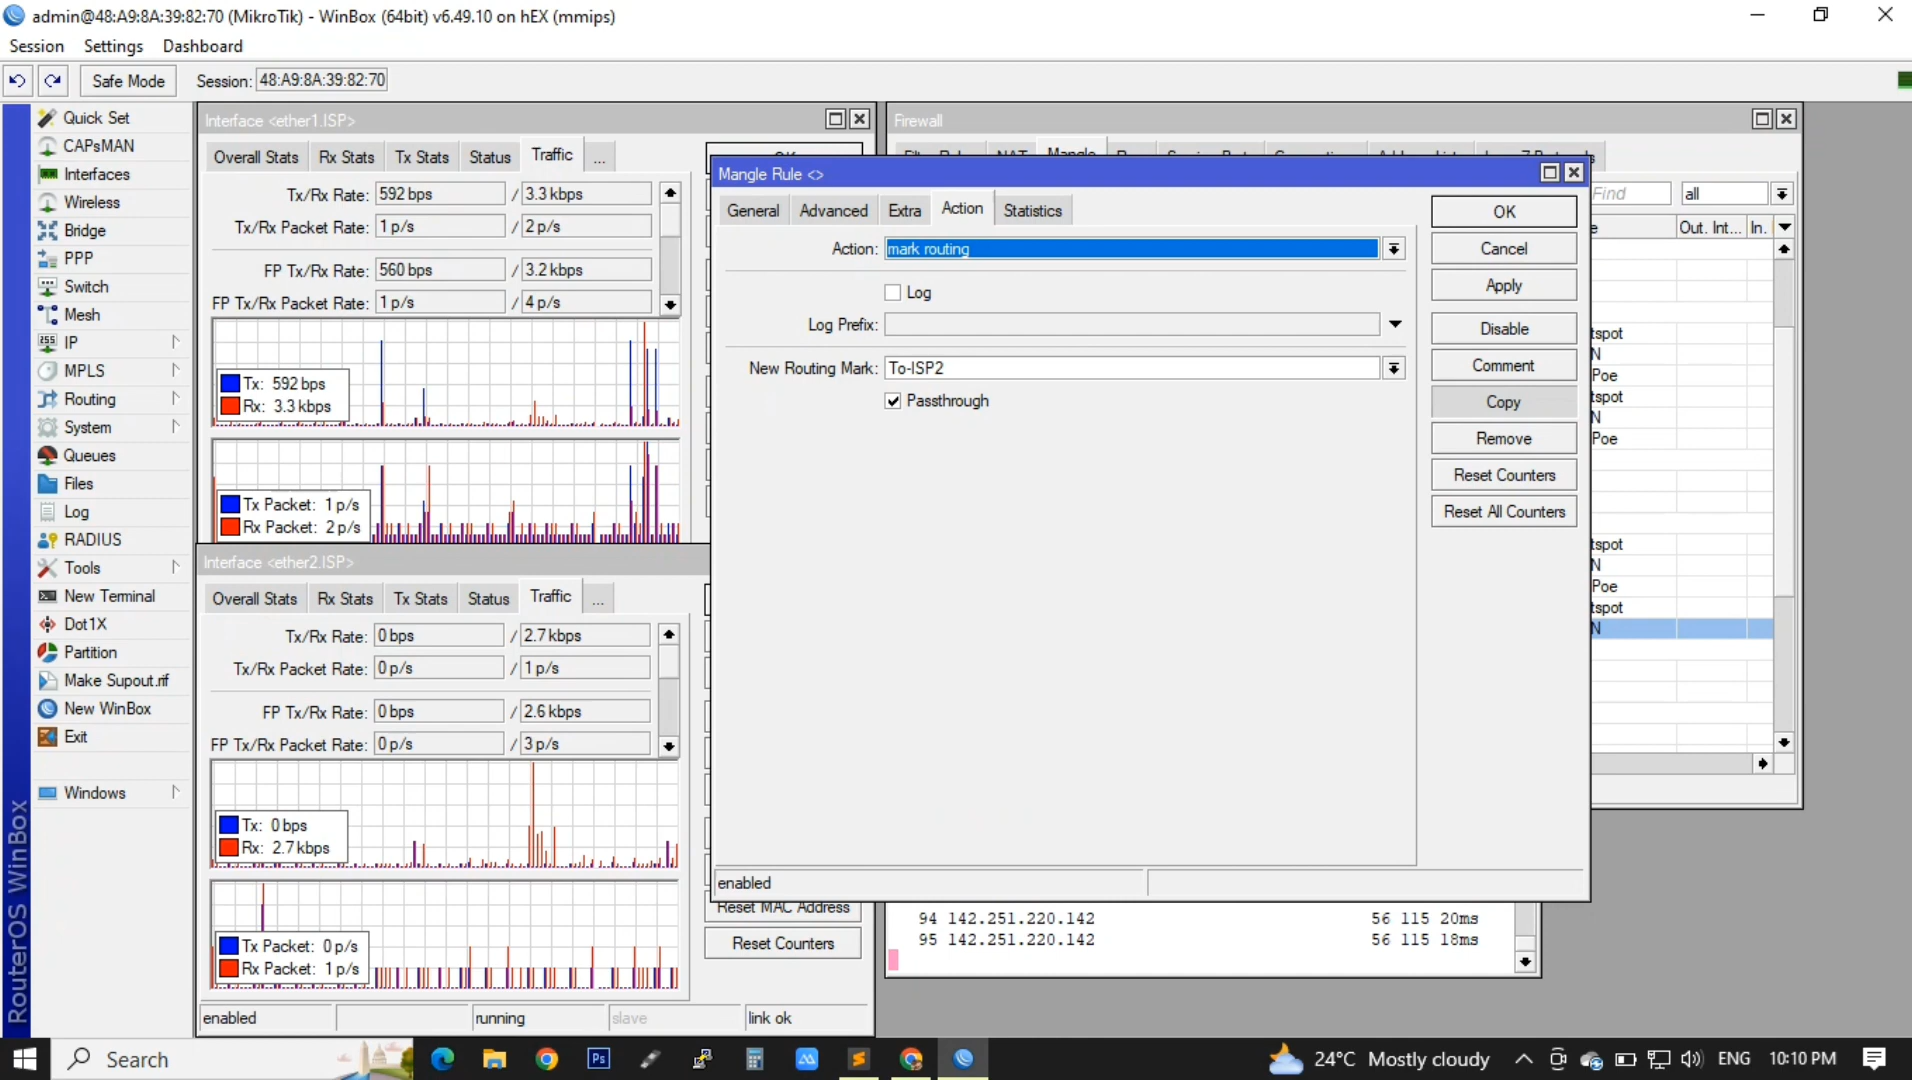 admin@48:A9:8A:39:82:70 (MikroTik) - WinBox (64bit) v6.49.10 on hEX (mmips)
Session Settings Dashboard
Safe Mode Session: 48:A9:8A:39:82:70
Quick Set
CAPsMAN
Interfaces
Wireless
Bridge
PPP
Switch
Mesh
IP
MPLS
Routing
System
Queues
Files
Log
RADIUS
Tools
New Terminal
Dot1X
Partition
Make Supout.rif
New WinBox
Exit
Windows
RouterOS WinBox
Interface <ether1.ISP>
Overall Stats Rx Stats Tx Stats Status Traffic ...
Tx/Rx Rate: 592 bps / 3.3 kbps
Tx/Rx Packet Rate: 1 p/s / 2 p/s
FP Tx/Rx Rate: 560 bps / 3.2 kbps
FP Tx/Rx Packet Rate: 1 p/s / 4 p/s
Tx: 592 bps
Rx: 3.3 kbps
Tx Packet: 1 p/s
Rx Packet: 2 p/s
Interface <ether2.ISP>
Overall Stats Rx Stats Tx Stats Status Traffic ...
Tx/Rx Rate: 0 bps / 2.7 kbps
Tx/Rx Packet Rate: 0 p/s / 1 p/s
FP Tx/Rx Rate: 0 bps / 2.6 kbps
FP Tx/Rx Packet Rate: 0 p/s / 3 p/s
Tx: 0 bps
Rx: 2.7 kbps
Tx Packet: 0 p/s
Rx Packet: 1 p/s
Reset MAC Address
Reset Counters
enabled running slave link ok
Firewall
Find all
Out. Int... In.
tspot
N
Poe
tspot
N
Poe
tspot
N
Poe
tspot
N
Mangle Rule <>
General Advanced Extra Action Statistics
Action: mark routing
Log
Log Prefix:
New Routing Mark: To-ISP2
Passthrough
OK
Cancel
Apply
Disable
Comment
Copy
Remove
Reset Counters
Reset All Counters
enabled
94 142.251.220.142 56 115 20ms
95 142.251.220.142 56 115 18ms
Search
24°C Mostly cloudy ENG 10:10 PM